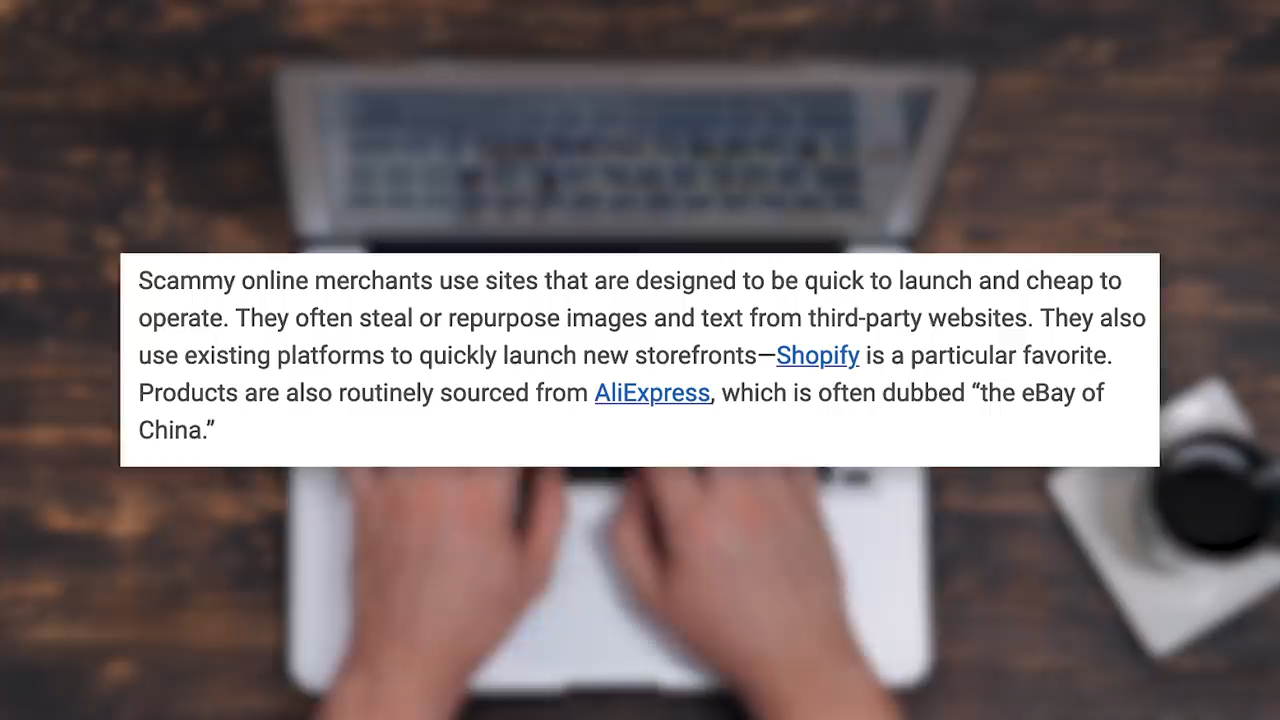 Scammy online merchants use sites that are designed to be quick to launch and cheap to
operate. They often steal or repurpose images and text from third-party websites. They also
use existing platforms to quickly launch new storefronts—Shopify is a particular favorite.
Products are also routinely sourced from AliExpress, which is often dubbed “the eBay of
China.”